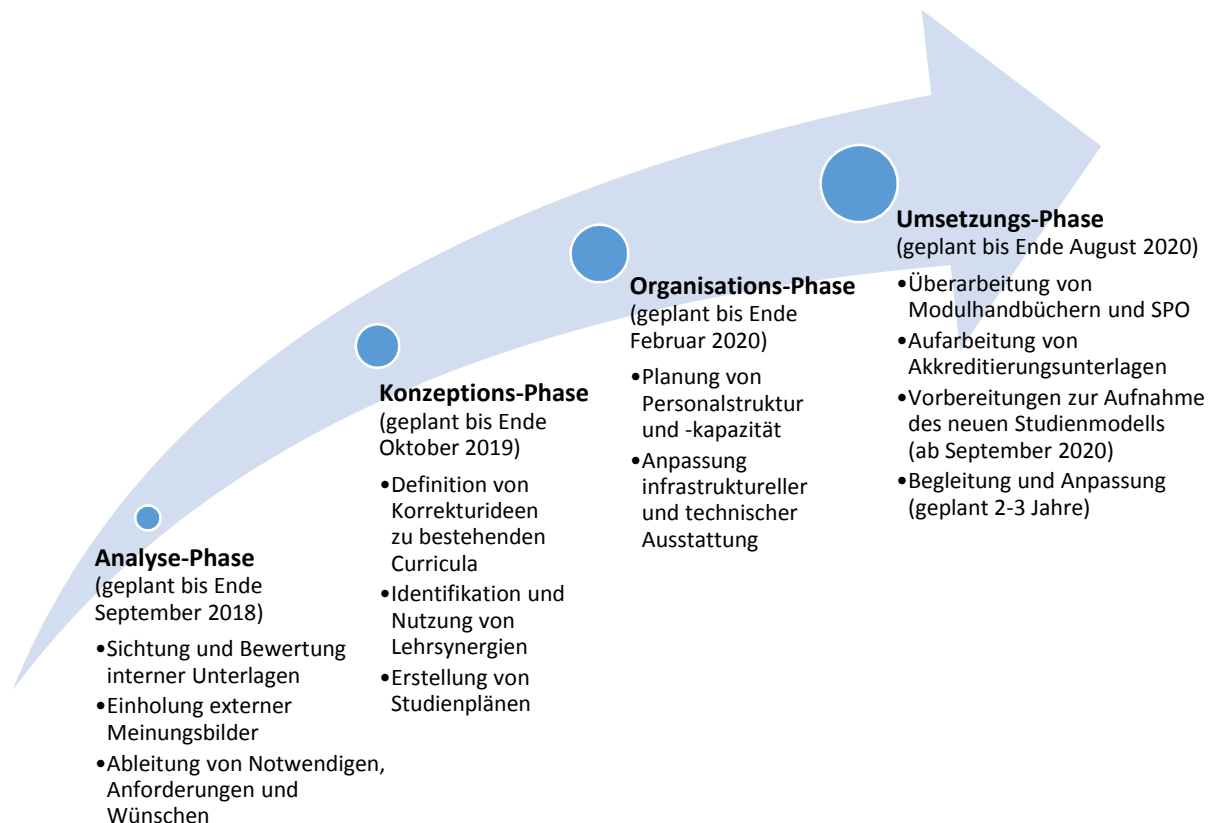 Analyse-Phase
(geplant bis Ende
September 2018)
•Sichtung und Bewertung
interner Unterlagen
•Einholung externer
Meinungsbilder
•Ableitung von Notwendigen,
Anforderungen und
Wünschen
Konzeptions-Phase
(geplant bis Ende
Oktober 2019)
•Definition von
Korrekturideen
zu bestehenden
Curricula
•Identifikation und
Nutzung von
Lehrsynergien
•Erstellung von
Studienplänen
Organisations-Phase
(geplant bis Ende
Februar 2020)
•Planung von
Personalstruktur
und -kapazität
•Anpassung
infrastruktureller
und technischer
Ausstattung
Umsetzungs-Phase
(geplant bis Ende August 2020)
•Überarbeitung von
Modulhandbüchern und SPO
•Aufarbeitung von
Akkreditierungsunterlagen
•Vorbereitungen zur Aufnahme
des neuen Studienmodells
(ab September 2020)
•Begleitung und Anpassung
(geplant 2-3 Jahre)